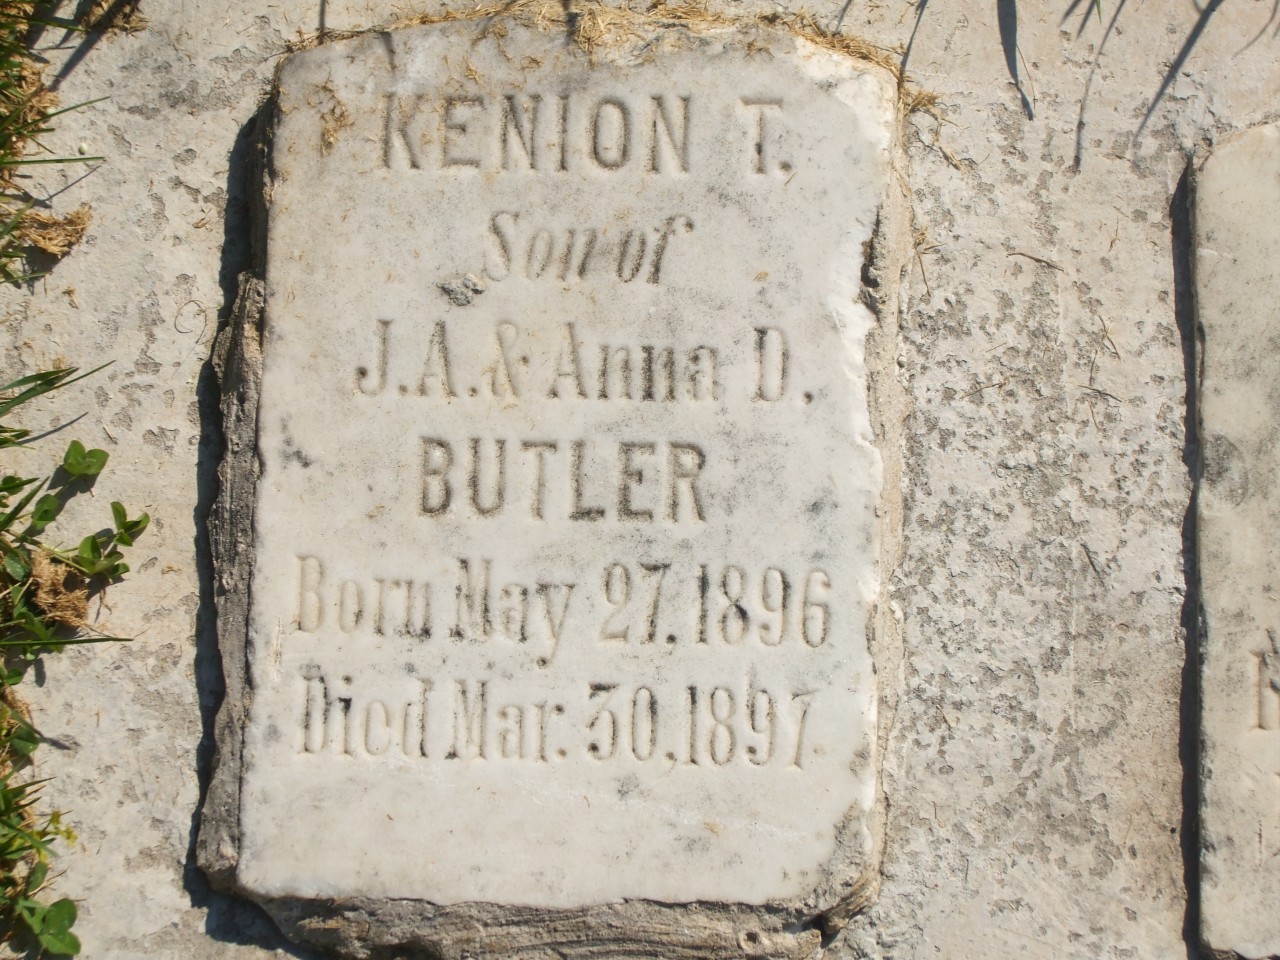 KENION T.
Son of
J.A. & Anna D.
BUTLER
Born May 27. 1896
Died Mar. 30. 1897.